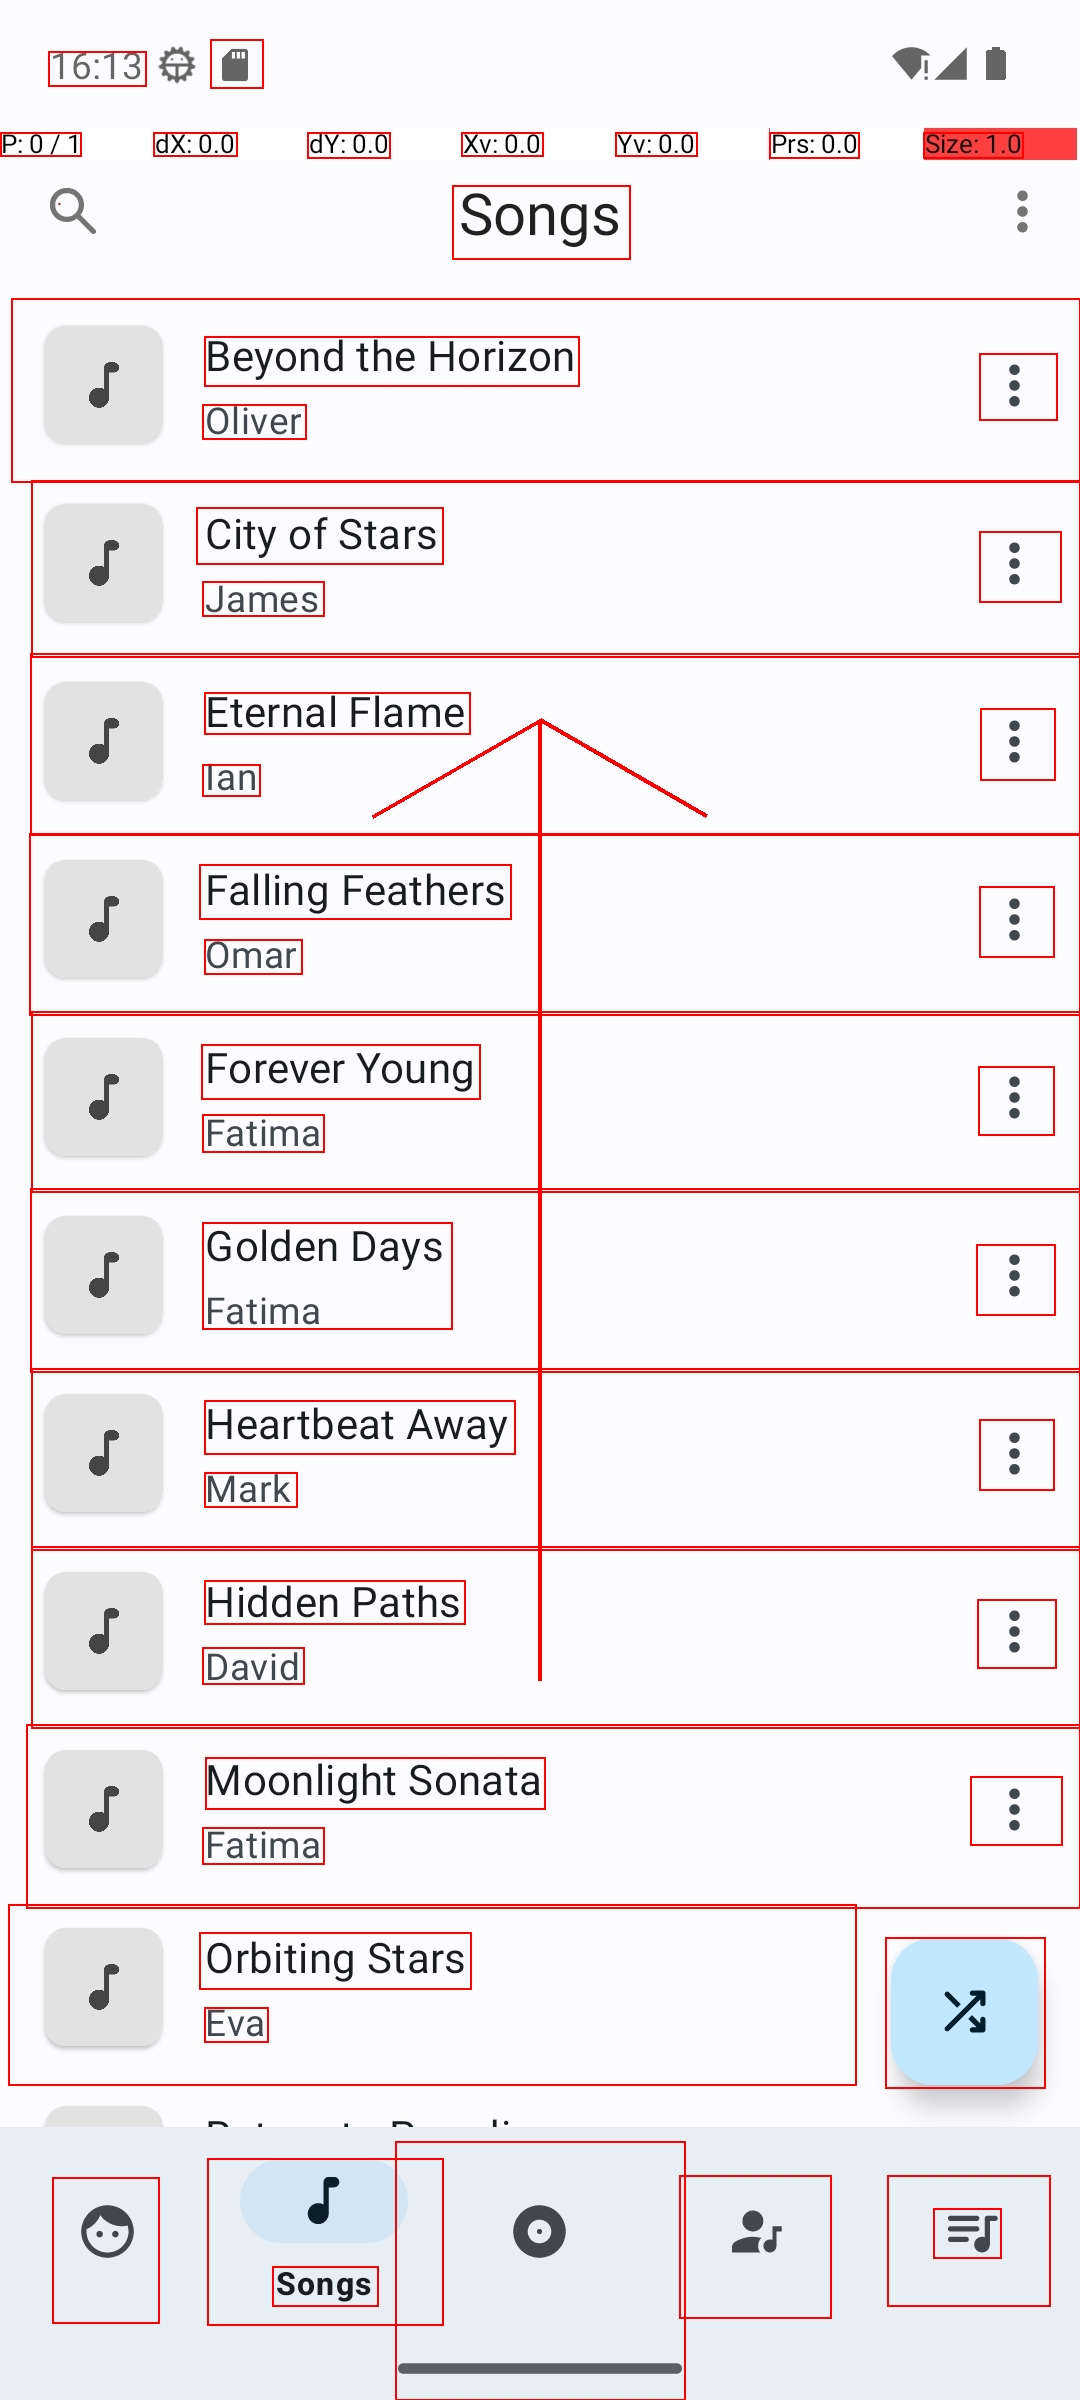 16:13
P: 0 / 1 dX: 0.0 dY: 0.0 Xv: 0.0 Yv: 0.0 Prs: 0.0 Size: 1.0
Songs
Beyond the Horizon
Oliver
City of Stars
James
Eternal Flame
Ian
Falling Feathers
Omar
Forever Young
Fatima
Golden Days
Fatima
Heartbeat Away
Mark
Hidden Paths
David
Moonlight Sonata
Fatima
Orbiting Stars
Eva
Songs